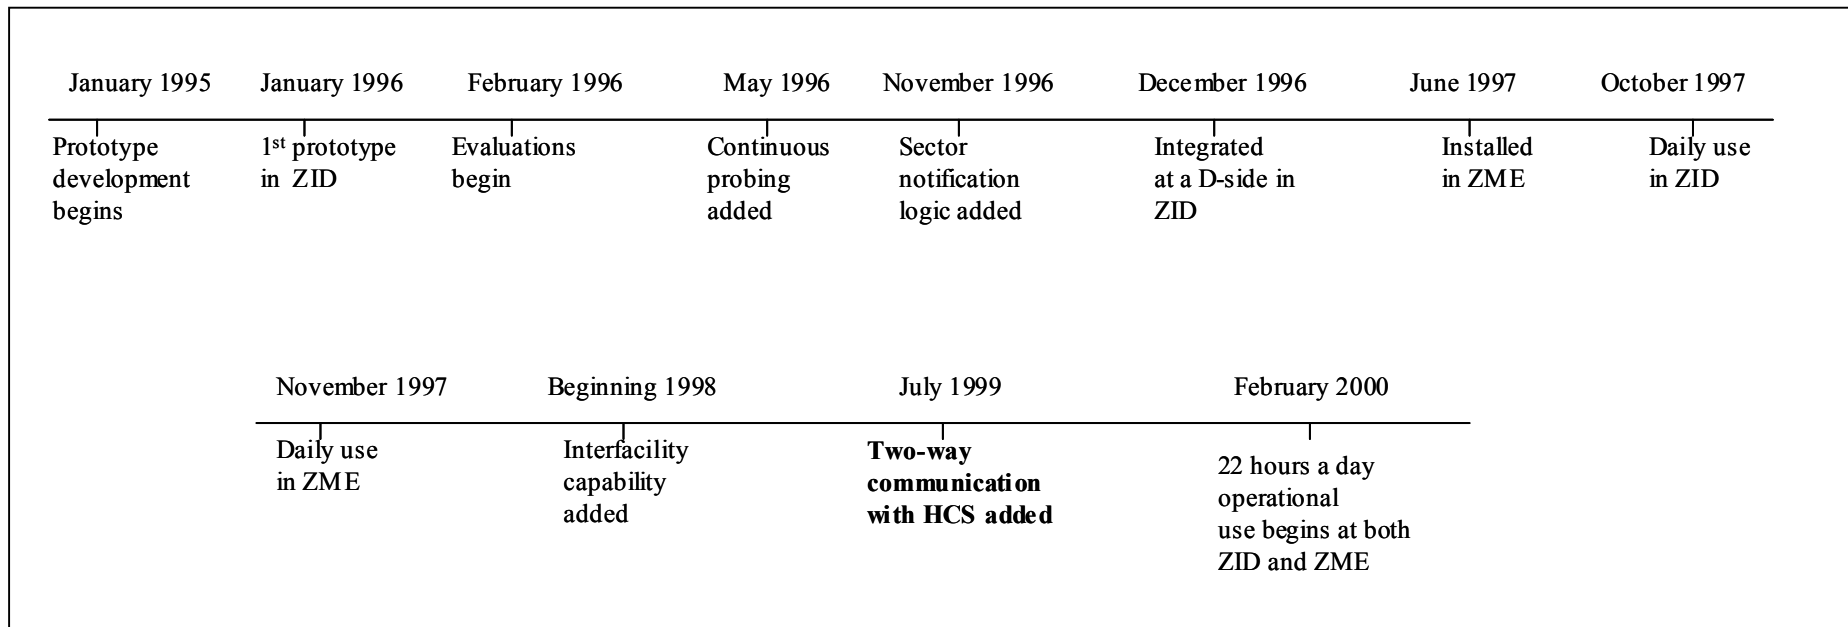 January 1995
January 1996
February 1996
May 1996
November 1996
December 1996
June 1997
October 1997
Prototype
development
begins
1st prototype
in ZID
Evaluations
begin
Continuous
probing
added
Sector
notification
logic added
Integrated
at a D-side in
ZID
Installed
in ZME
Daily use
in ZID
November 1997
Beginning 1998
July 1999
February 2000
Daily use
in ZME
Interfacility
capability
added
Two-way
communication
with HCS added
22 hours a day
operational
use begins at both
ZID and ZME